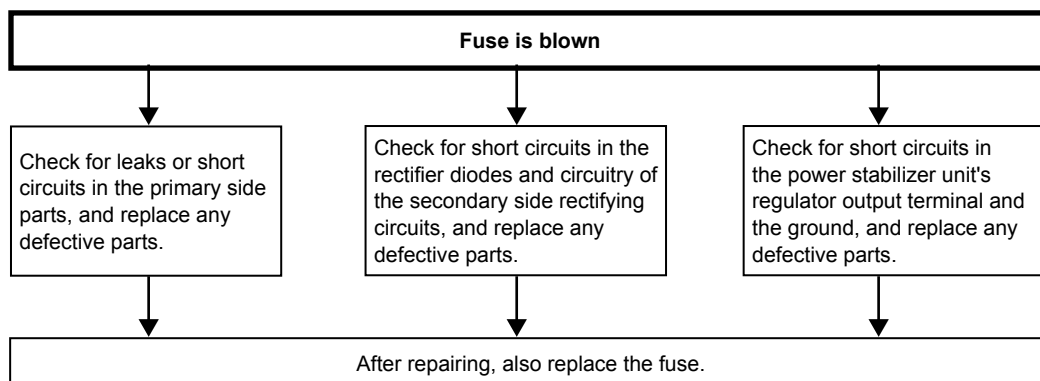 Fuse is blown
Check for leaks or short
circuits in the primary side
parts, and replace any
defective parts.
Check for short circuits in the
rectifier diodes and circuitry of
the secondary side rectifying
circuits, and replace any
defective parts.
Check for short circuits in
the power stabilizer unit's
regulator output terminal and
the ground, and replace any
defective parts.
After repairing, also replace the fuse.